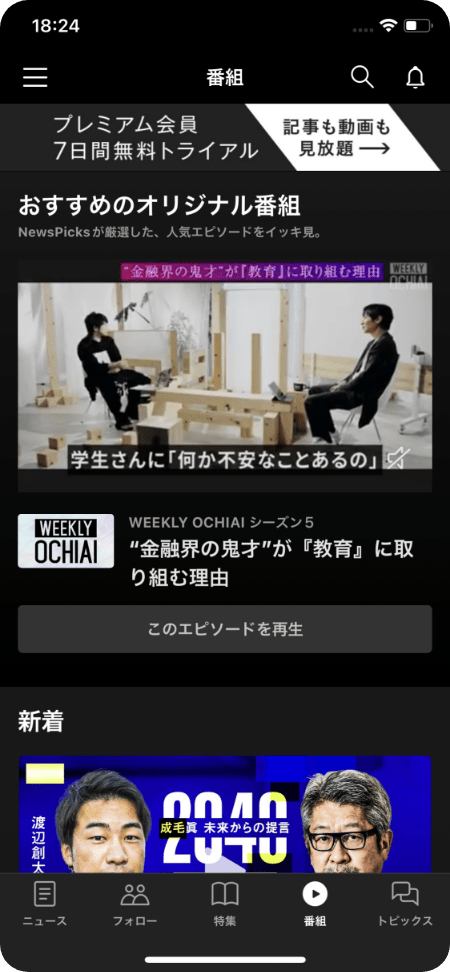 18:24
番組
プレミアム会員
7日間無料トライアル
記事も動画も
見放題
おすすめのオリジナル番組
NewsPicksが厳選した、人気エピソードをイッキ見。
"金融界の鬼才"が『教育』に取り組む理由
WEEKLY
OCHIAI
学生さんに「何か不安なことあるの」
WEEKLY
OCHIAI
WEEKLY OCHIAI シーズン5
“金融界の鬼才”が『教育』に取
り組む理由
このエピソードを再生
新着
渡辺創太
2040
成毛眞 未来からの提言
ニュース
フォロー
特集
番組
トピックス